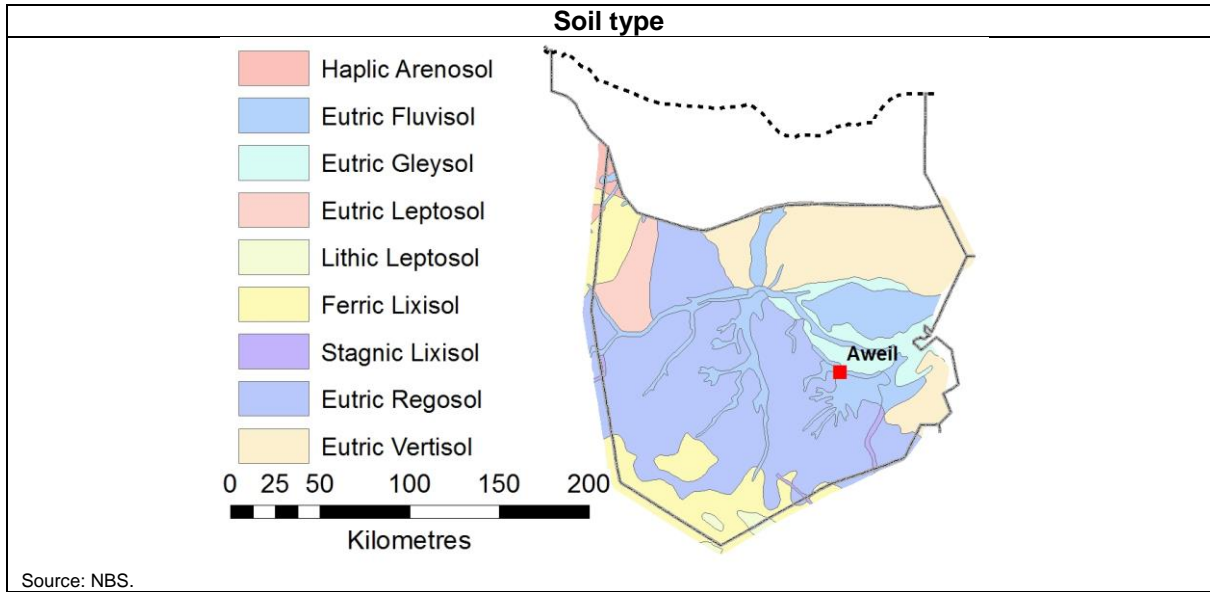 Soil type
Haplic Arenosol
Eutric Fluvisol
Eutric Gleysol
Eutric Leptosol
Lithic Leptosol
Ferric Lixisol
Stagnic Lixisol
Eutric Regosol
Eutric Vertisol
Aweil
0 25 50 100 150 200
Kilometres
Source: NBS.